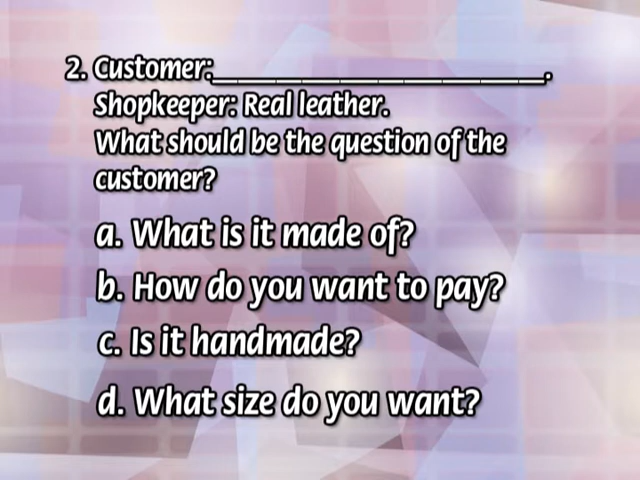 2. Customer:__________________________.
Shopkeeper: Real leather.
What should be the question of the
customer?
a. What is it made of?
b. How do you want to pay?
c. Is it handmade?
d. What size do you want?